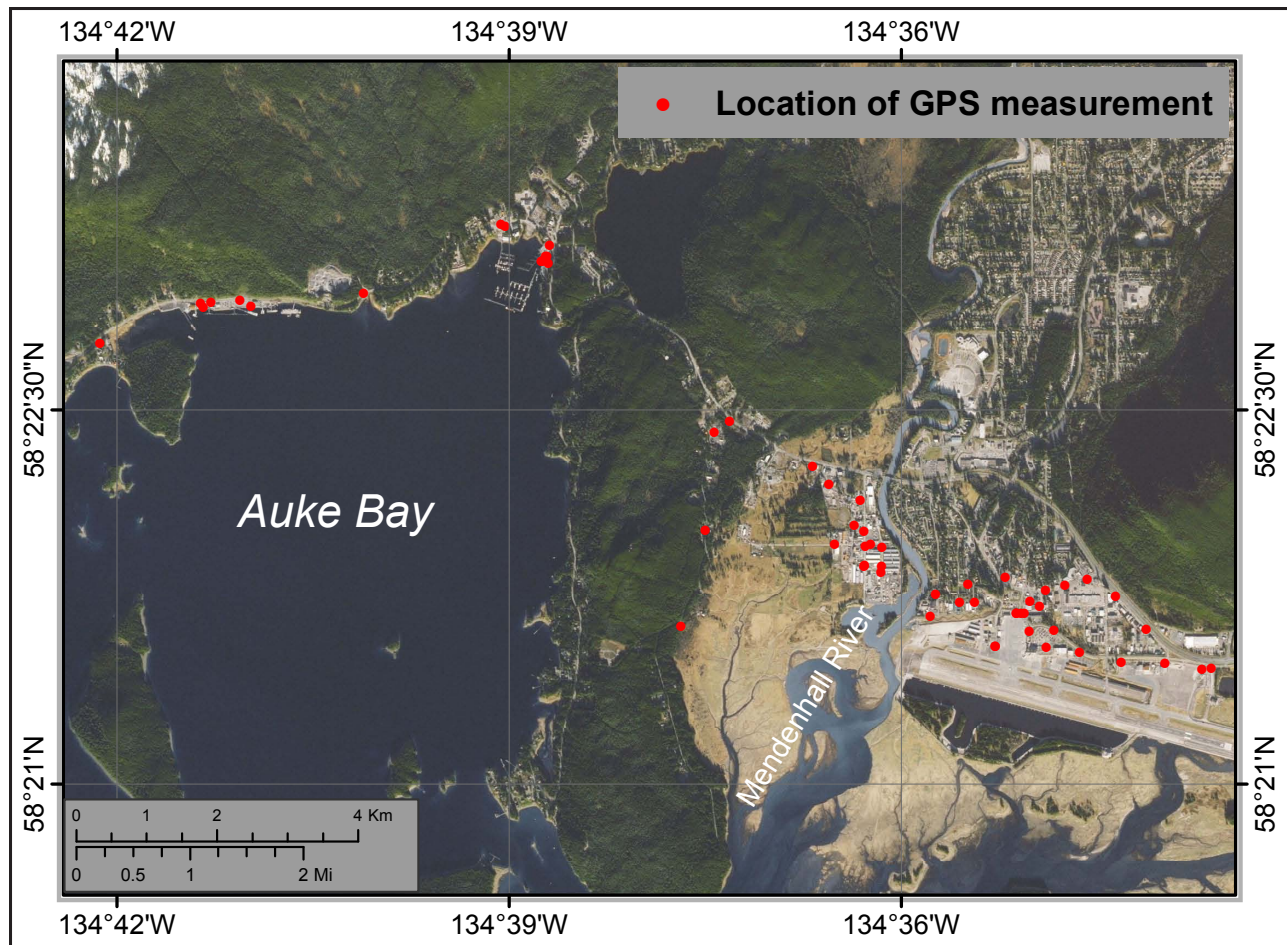 134°42'W 134°39'W 134°36'W
Location of GPS measurement
58°22'30"N 58°22'30"N
Auke Bay
Mendenhall River
58°21'N 58°21'N
0 1 2 4 Km
0 0.5 1 2 Mi
134°42'W 134°39'W 134°36'W